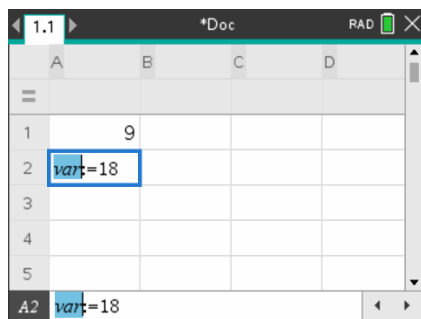 1.1 *Doc RAD
A B C D
=
1 9
2 var:=18
3
4
5
A2 var:=18